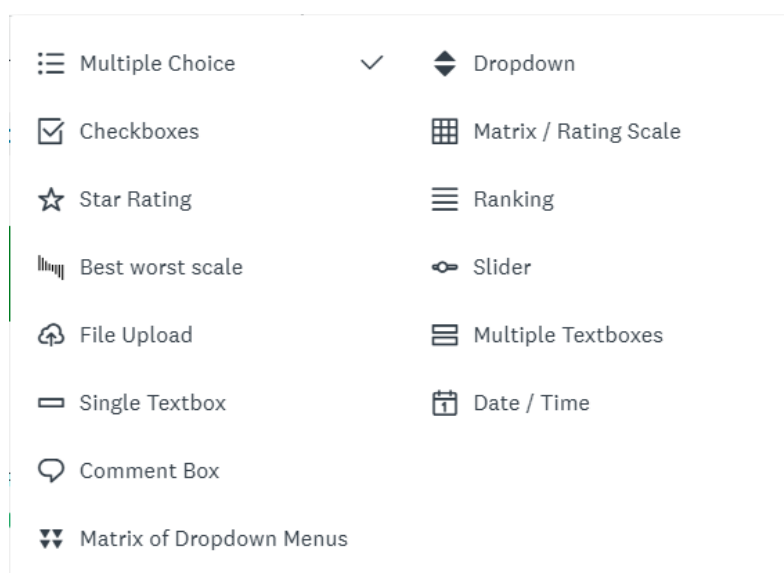 Multiple Choice
Checkboxes
Star Rating
Best worst scale
File Upload
Single Textbox
Comment Box
Matrix of Dropdown Menus
Dropdown
Matrix / Rating Scale
Ranking
Slider
Multiple Textboxes
Date / Time